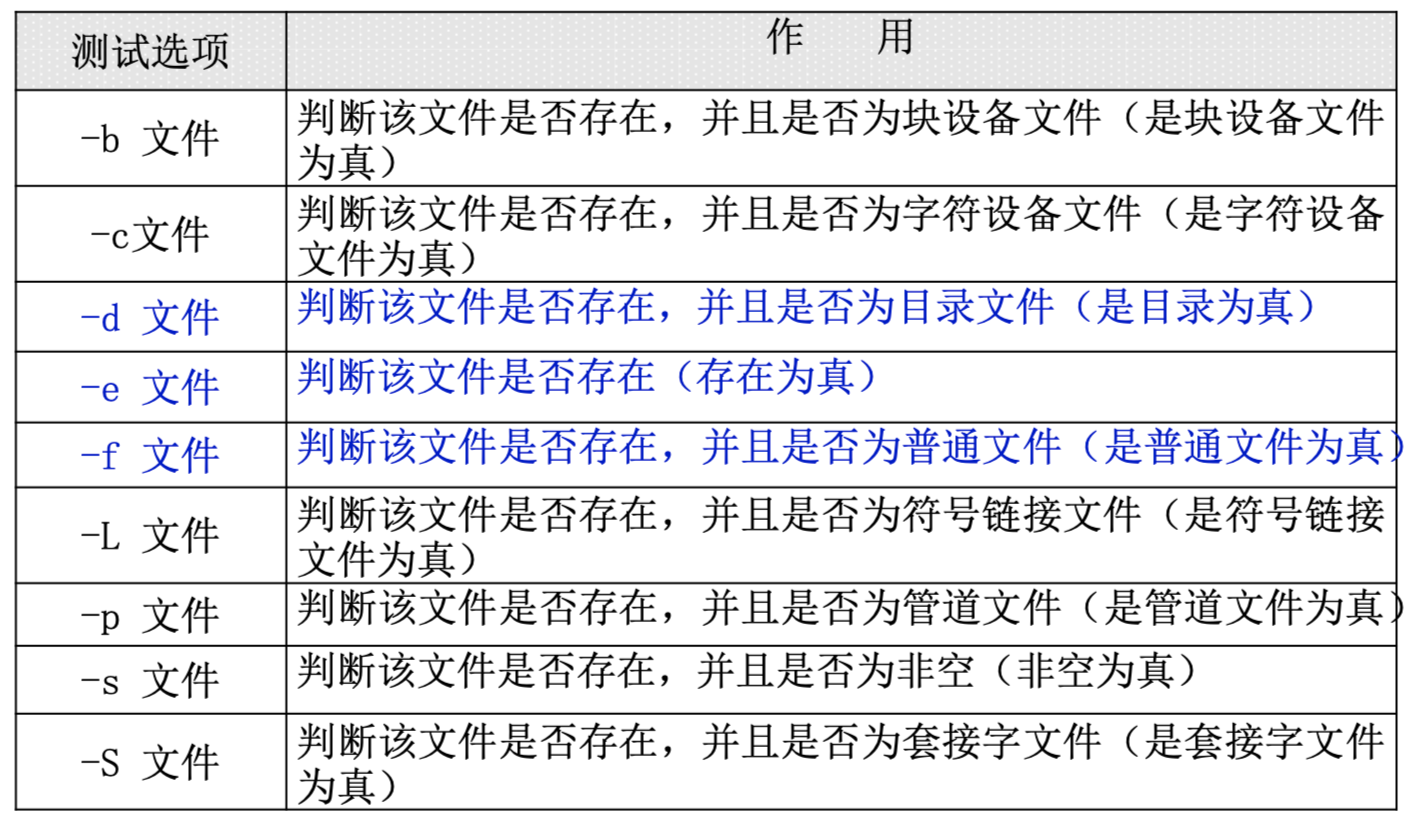 测试选项
作 用
-b 文件
判断该文件是否存在，并且是否为块设备文件（是块设备文件
为真）
-c文件
判断该文件是否存在，并且是否为字符设备文件（是字符设备
文件为真）
-d 文件
判断该文件是否存在，并且是否为目录文件（是目录为真）
-e 文件
判断该文件是否存在（存在为真）
-f 文件
判断该文件是否存在，并且是否为普通文件（是普通文件为真）
-L 文件
判断该文件是否存在，并且是否为符号链接文件（是符号链接
文件为真）
-p 文件
判断该文件是否存在，并且是否为管道文件（是管道文件为真）
-s 文件
判断该文件是否存在，并且是否为非空（非空为真）
-S 文件
判断该文件是否存在，并且是否为套接字文件（是套接字文件
为真）